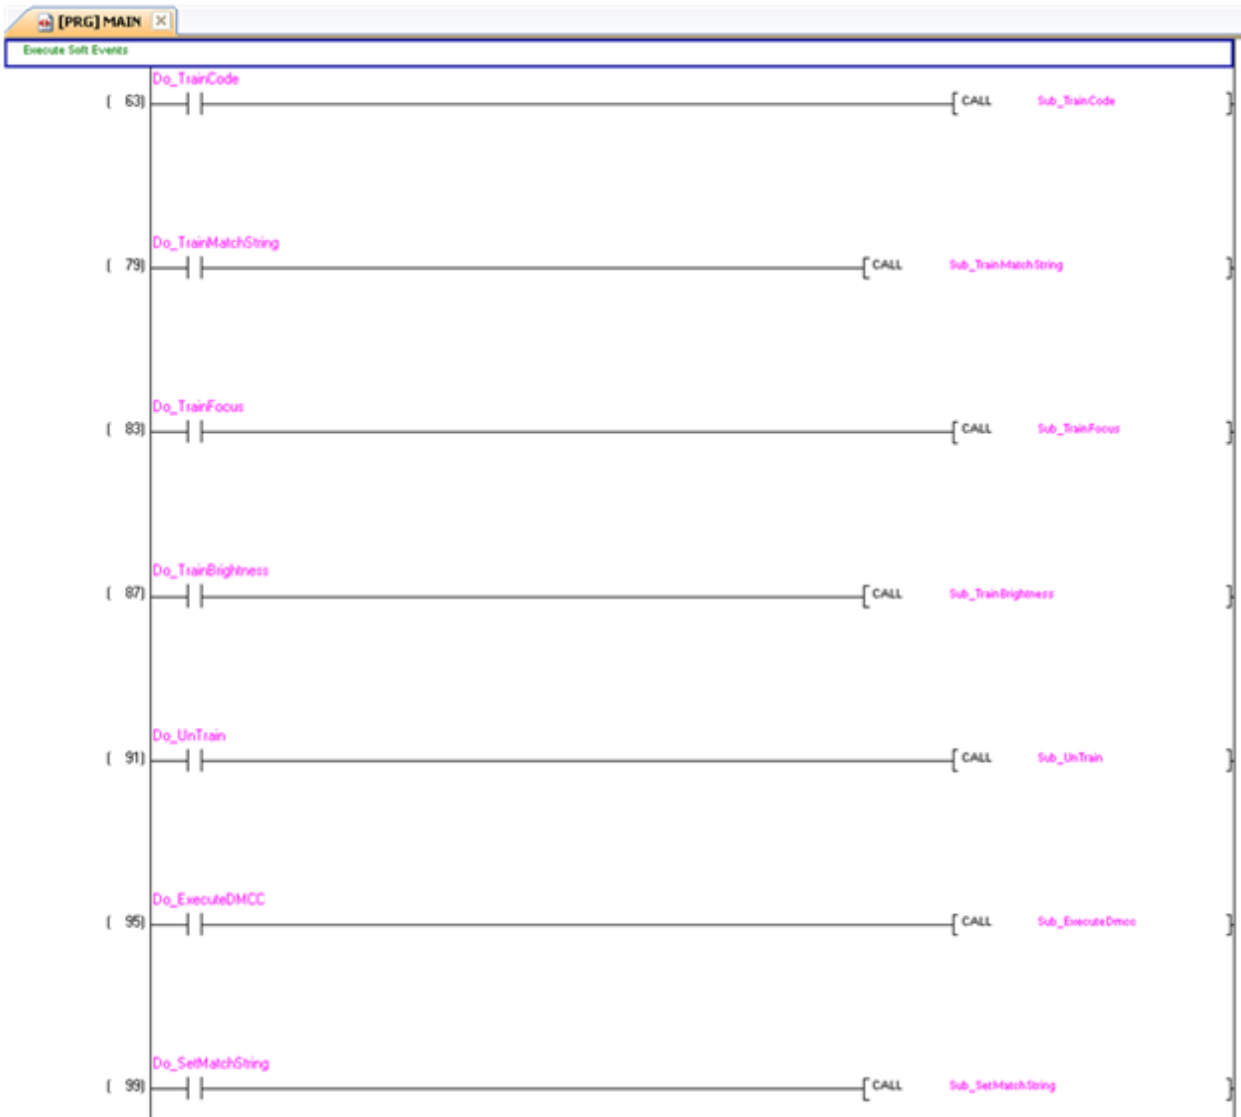 [PRG] MAIN
Execute Soft Events
Do_TrainCode
( 63) CALL Sub_TrainCode
Do_TrainMatchString
( 79) CALL Sub_TrainMatchString
Do_TrainFocus
( 83) CALL Sub_TrainFocus
Do_TrainBrightness
( 87) CALL Sub_TrainBrightness
Do_UnTrain
( 91) CALL Sub_UnTrain
Do_ExecuteDMCC
( 95) CALL Sub_ExecuteDmcc
Do_SetMatchString
( 99) CALL Sub_SetMatchString